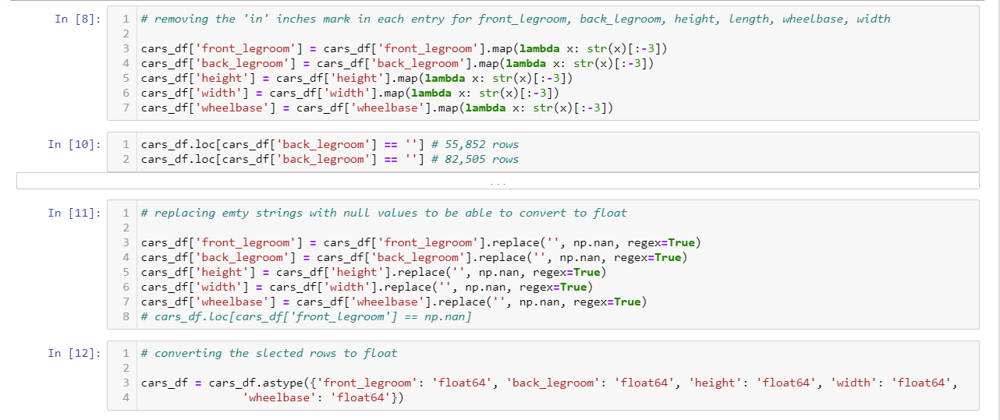 In [8]:
1 # removing the 'in' inches mark in each entry for front_legroom, back_legroom, height, length, wheelbase, width
2
3 cars_df['front_legroom'] = cars_df['front_legroom'].map(lambda x: str(x)[:-3])
4 cars_df['back_legroom'] = cars_df['back_legroom'].map(lambda x: str(x)[:-3])
5 cars_df['height'] = cars_df['height'].map(lambda x: str(x)[:-3])
6 cars_df['width'] = cars_df['width'].map(lambda x: str(x)[:-3])
7 cars_df['wheelbase'] = cars_df['wheelbase'].map(lambda x: str(x)[:-3])
In [10]:
1 cars_df.loc[cars_df['back_legroom'] == ''] # 55,852 rows
2 cars_df.loc[cars_df['back_legroom'] == ''] # 82,505 rows
...
In [11]:
1 # replacing emty strings with null values to be able to convert to float
2
3 cars_df['front_legroom'] = cars_df['front_legroom'].replace('', np.nan, regex=True)
4 cars_df['back_legroom'] = cars_df['back_legroom'].replace('', np.nan, regex=True)
5 cars_df['height'] = cars_df['height'].replace('', np.nan, regex=True)
6 cars_df['width'] = cars_df['width'].replace('', np.nan, regex=True)
7 cars_df['wheelbase'] = cars_df['wheelbase'].replace('', np.nan, regex=True)
8 # cars_df.loc[cars_df['front_legroom'] == np.nan]
In [12]:
1 # converting the slected rows to float
2
3 cars_df = cars_df.astype({'front_legroom': 'float64', 'back_legroom': 'float64', 'height': 'float64', 'width': 'float64',
4 'wheelbase': 'float64'})